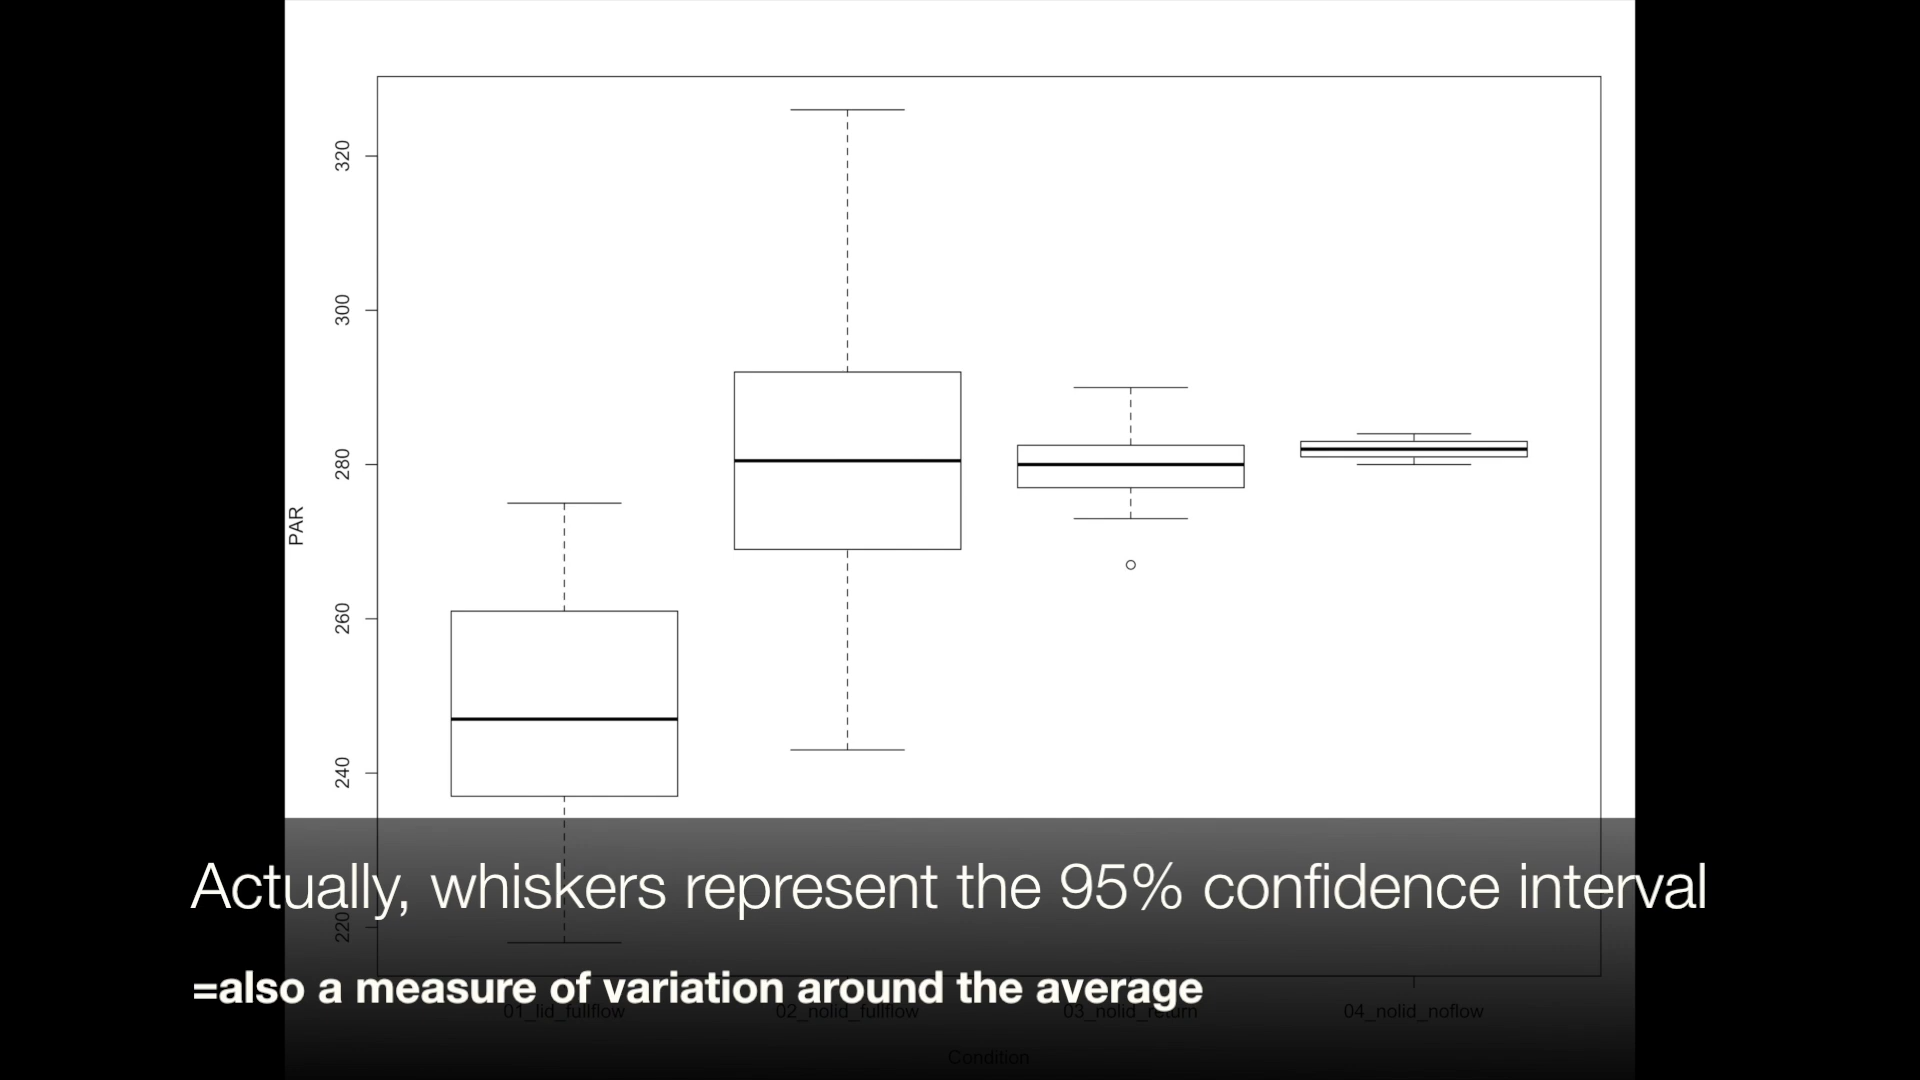 320
300
280
260
240
220
PAR
Actually, whiskers represent the 95% confidence interval
=also a measure of variation around the average
01_lid_fullflow 02_nolid_fullflow 03_nolid_return 04_nolid_noflow
Condition